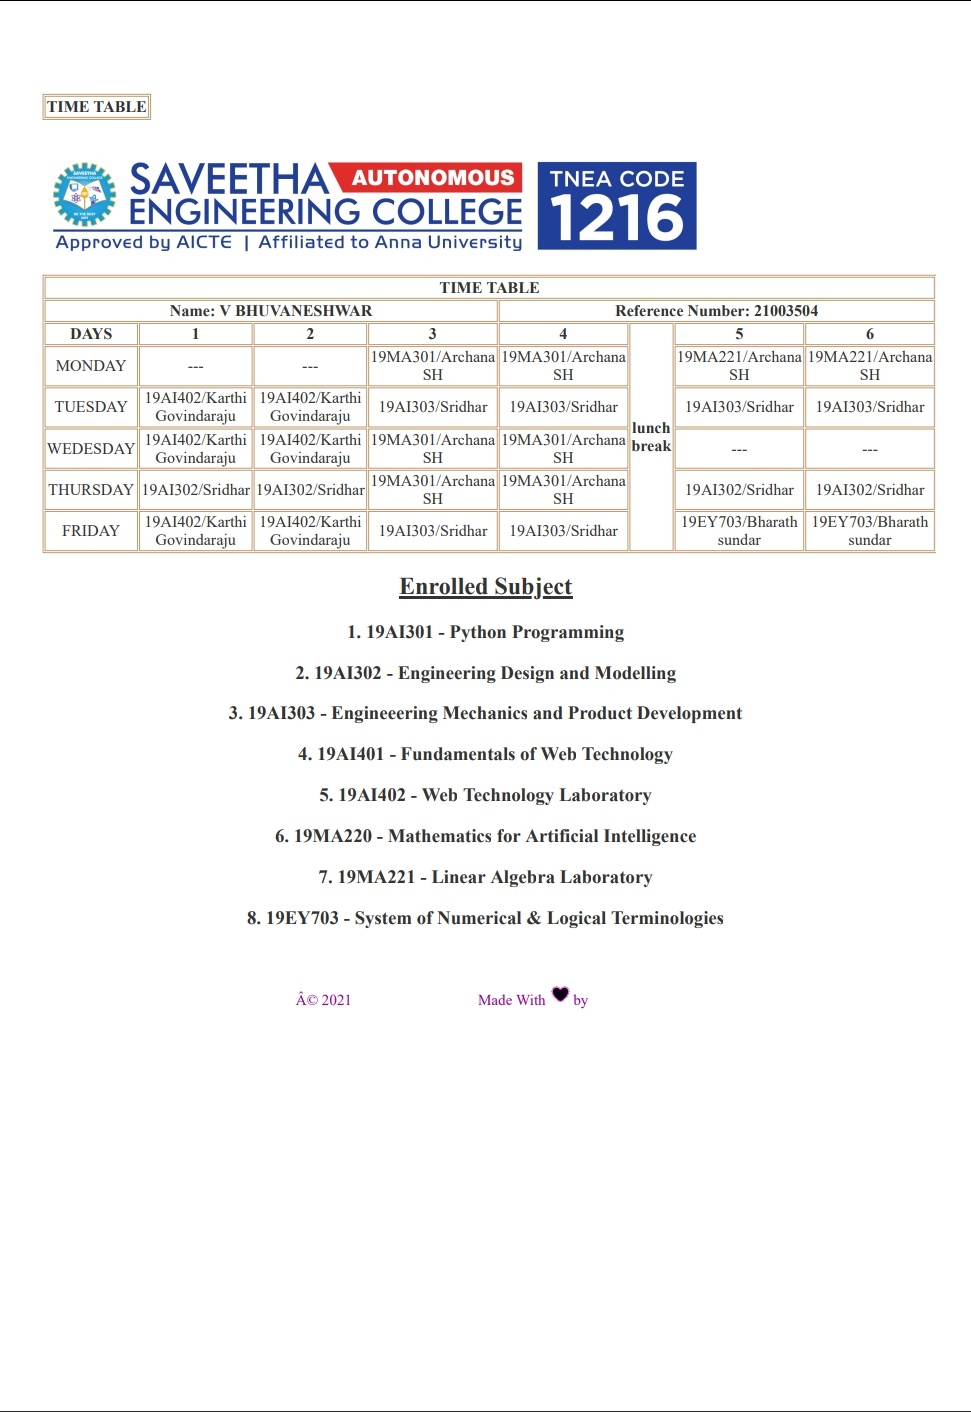 TIME TABLE
SAVEETHA AUTONOMOUS
ENGINEERING COLLEGE
Approved by AICTE | Affiliated to Anna University
TNEA CODE
1216
TIME TABLE
Name: V BHUVANESHWAR Reference Number: 21003504
DAYS 1 2 3 4 lunch break 5 6
MONDAY --- --- 19MA301/Archana SH 19MA301/Archana SH 19MA221/Archana SH 19MA221/Archana SH
TUESDAY 19AI402/Karthi Govindaraju 19AI402/Karthi Govindaraju 19AI303/Sridhar 19AI303/Sridhar 19AI303/Sridhar 19AI303/Sridhar
WEDESDAY 19AI402/Karthi Govindaraju 19AI402/Karthi Govindaraju 19MA301/Archana SH 19MA301/Archana SH --- ---
THURSDAY 19AI302/Sridhar 19AI302/Sridhar 19MA301/Archana SH 19MA301/Archana SH 19AI302/Sridhar 19AI302/Sridhar
FRIDAY 19AI402/Karthi Govindaraju 19AI402/Karthi Govindaraju 19AI303/Sridhar 19AI303/Sridhar 19EY703/Bharath sundar 19EY703/Bharath sundar
Enrolled Subject
1. 19AI301 - Python Programming
2. 19AI302 - Engineering Design and Modelling
3. 19AI303 - Engineeering Mechanics and Product Development
4. 19AI401 - Fundamentals of Web Technology
5. 19AI402 - Web Technology Laboratory
6. 19MA220 - Mathematics for Artificial Intelligence
7. 19MA221 - Linear Algebra Laboratory
8. 19EY703 - System of Numerical & Logical Terminologies
Â© 2021 Made With 🖤 by